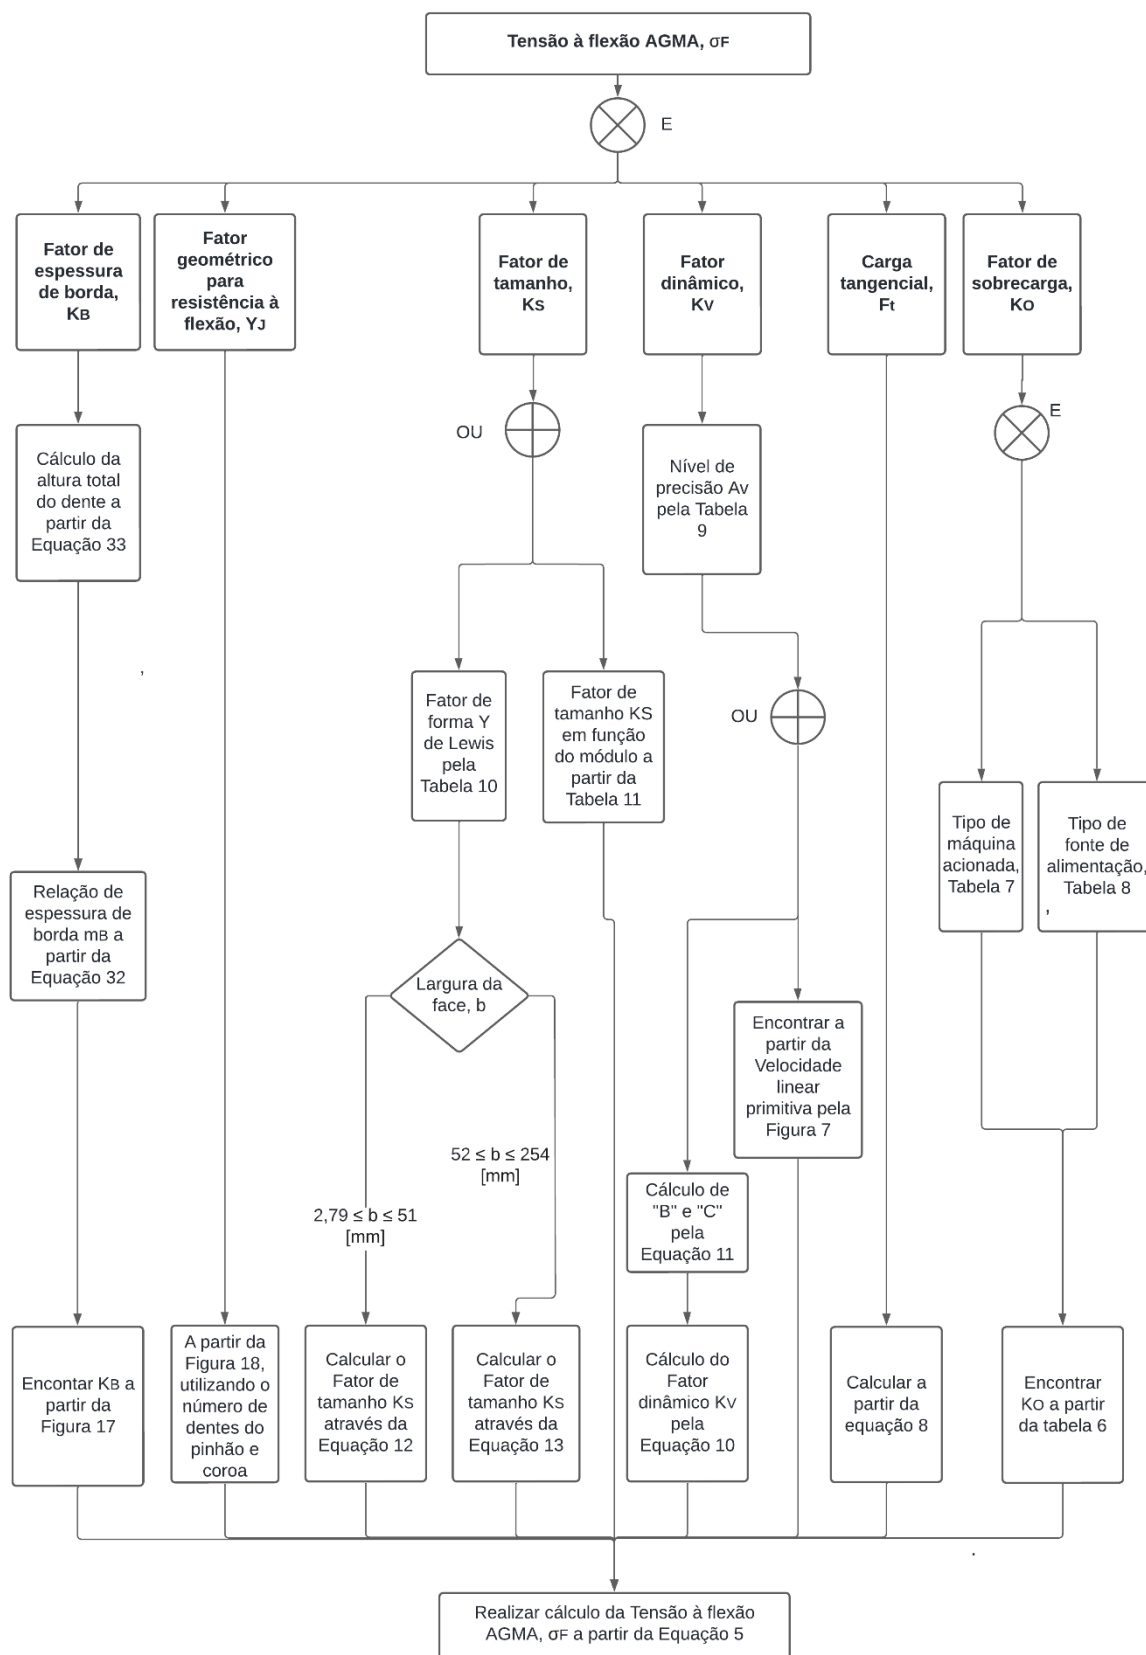 Tensão à flexão AGMA, σF
E
Fator de
espessura
de borda,
KB
Fator
geométrico
para
resistência à
flexão, YJ
Fator de
tamanho,
KS
Fator
dinâmico,
KV
Carga
tangencial,
Ft
Fator de
sobrecarga,
KO
OU
E
Cálculo da
altura total
do dente a
partir da
Equação 33
Nível de
precisão Av
pela Tabela
9
,
Fator de
forma Y
de Lewis
pela
Tabela 10
Fator de
tamanho KS
em função
do módulo a
partir da
Tabela 11
OU
Tipo de
máquina
acionada,
Tabela 7
Tipo de
fonte de
alimentação,
Tabela 8
,
Relação de
espessura de
borda mB a
partir da
Equação 32
Largura da
face, b
Encontrar a
partir da
Velocidade
linear
primitiva pela
Figura 7
52 ≤ b ≤ 254
[mm]
2,79 ≤ b ≤ 51
[mm]
Cálculo de
"B" e "C"
pela
Equação 11
Encontar KB a
partir da
Figura 17
A partir da
Figura 18,
utilizando o
número de
dentes do
pinhão e
coroa
Calcular o
Fator de
tamanho KS
através da
Equação 12
Calcular o
Fator de
tamanho KS
através da
Equação 13
Cálculo do
Fator
dinâmico KV
pela
Equação 10
Calcular a
partir da
equação 8
Encontrar
KO a partir
da tabela 6
.
Realizar cálculo da Tensão à flexão
AGMA, σF a partir da Equação 5